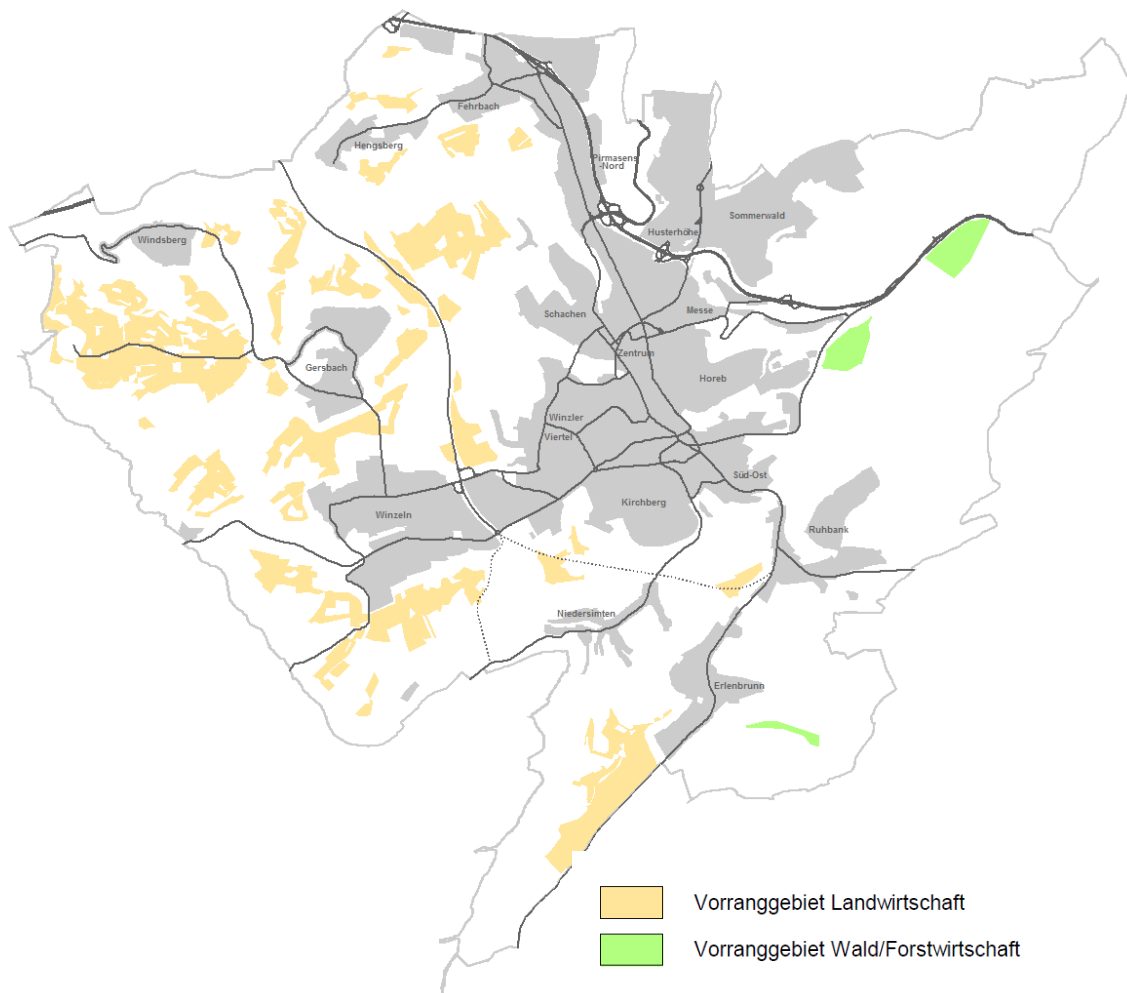 Fehrbach
Hengsberg
Pirmasens
-Nord
Sommerwald
Husterhöhe
Windsberg
Schachen
Messe
Zentrum
Gersbach
Horeb
Winzler
Viertel
Süd-Ost
Kirchberg
Winzeln
Ruhbank
Niedersimten
Erlenbrunn
Vorranggebiet Landwirtschaft
Vorranggebiet Wald/Forstwirtschaft